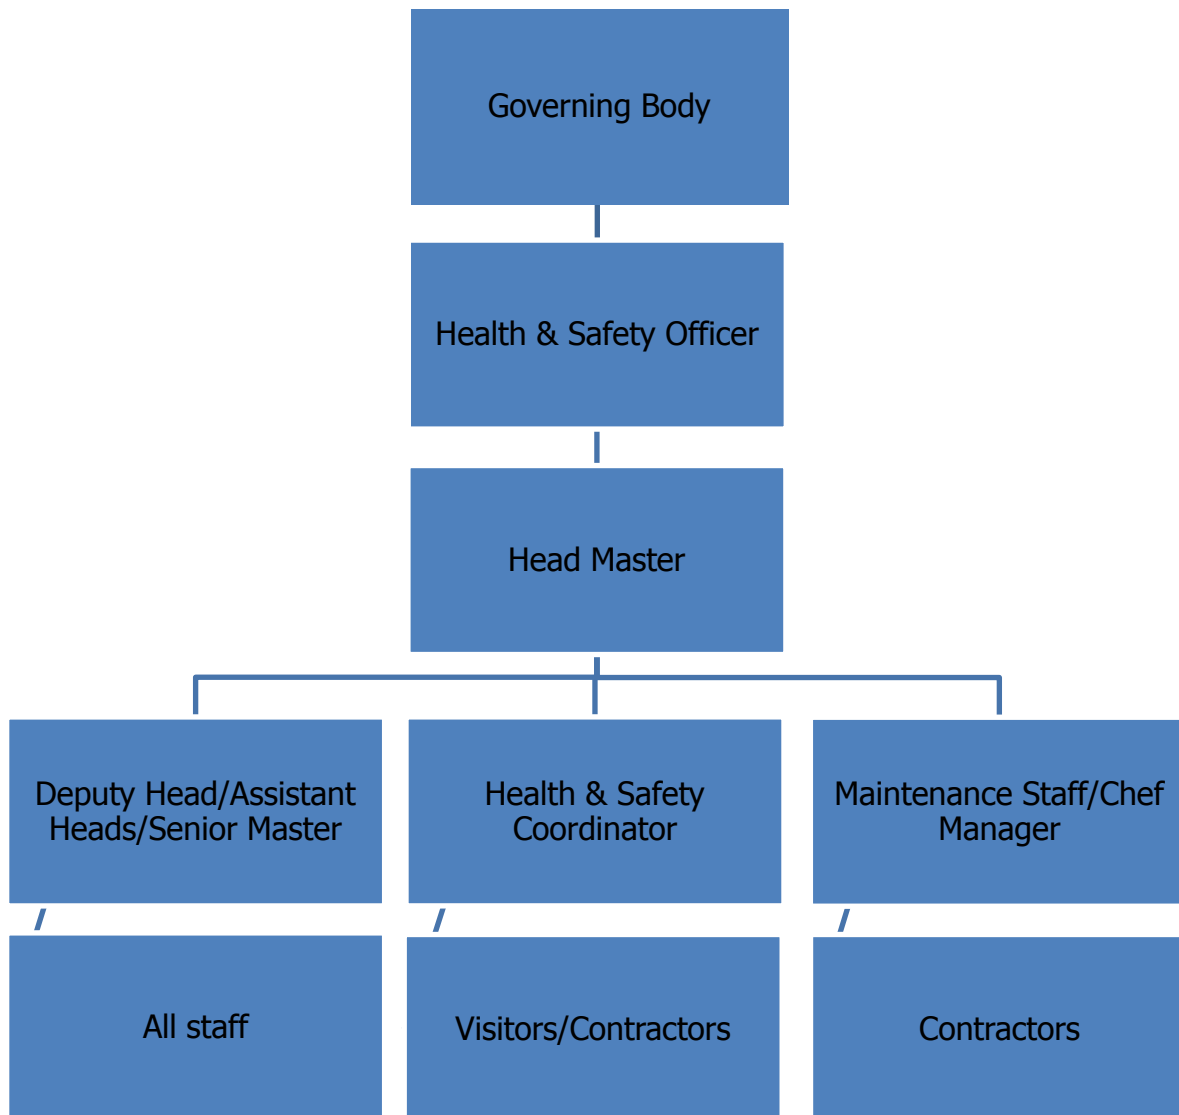 Governing Body
Health & Safety Officer
Head Master
Deputy Head/Assistant
Heads/Senior Master
Health & Safety
Coordinator
Maintenance Staff/Chef
Manager
All staff
Visitors/Contractors
Contractors